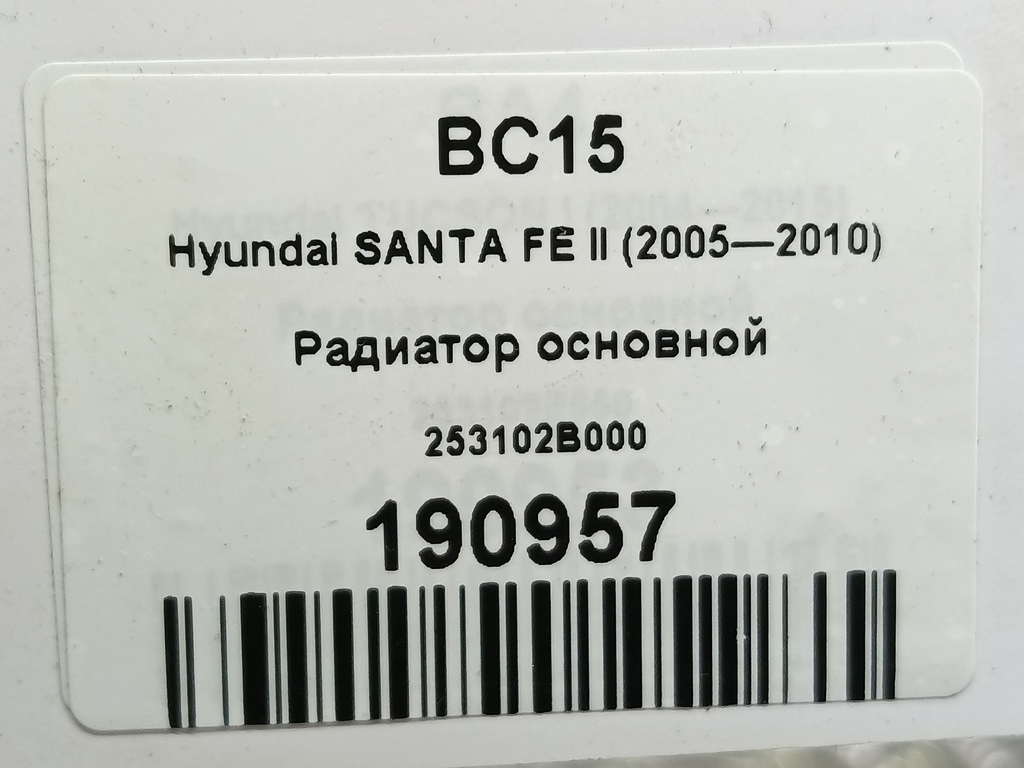 BC15
Hyundai SANTA FE II (2005—2010)
Радиатор основной
253102B000
190957